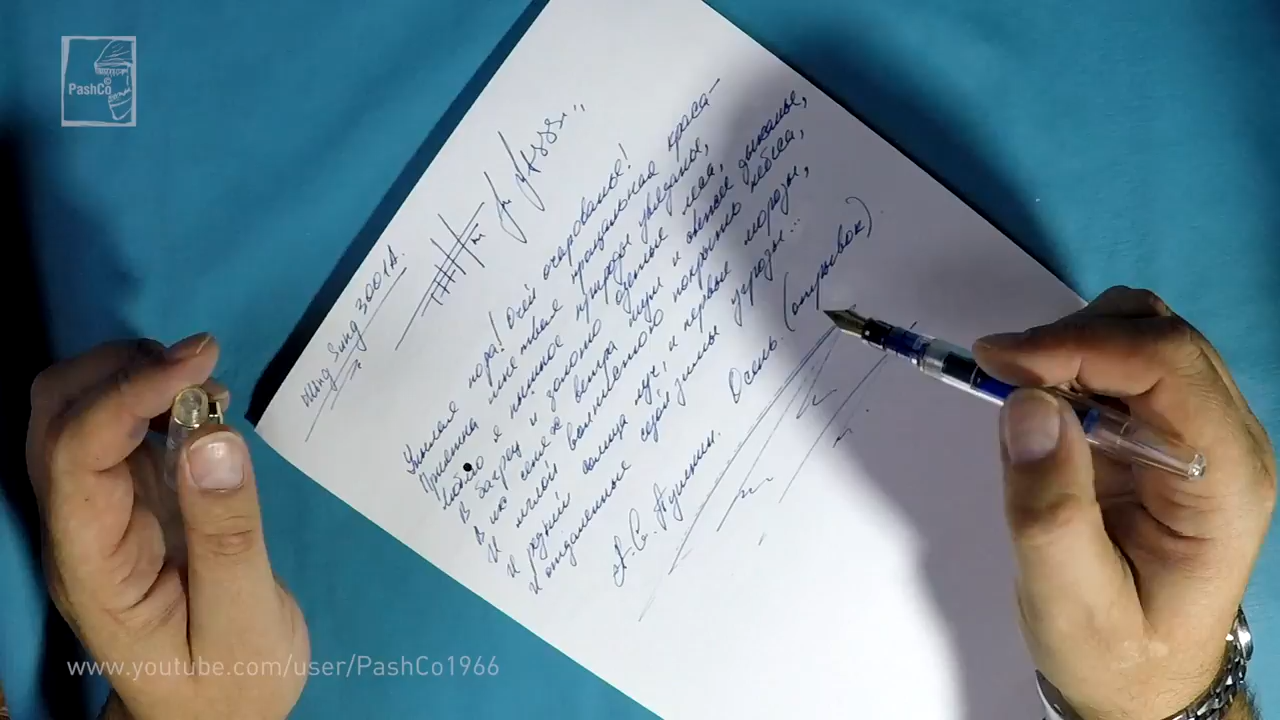 PashCo
Wing Sung 3001A.
Унылая пора! Очей очарованье!
Приятна мне твоя прощальная краса —
Люблю я пышное природы увяданье,
В багрец и золото одетые леса,
В их сенях ветра шум и свежее дыханье,
И мглой волнистою покрыты небеса,
И редкий солнца луч, и первые морозы,
И отдаленные седой зимы угрозы...
А. С. Пушкин. Осень. (отрывок)
www.youtube.com/user/PashCo1966